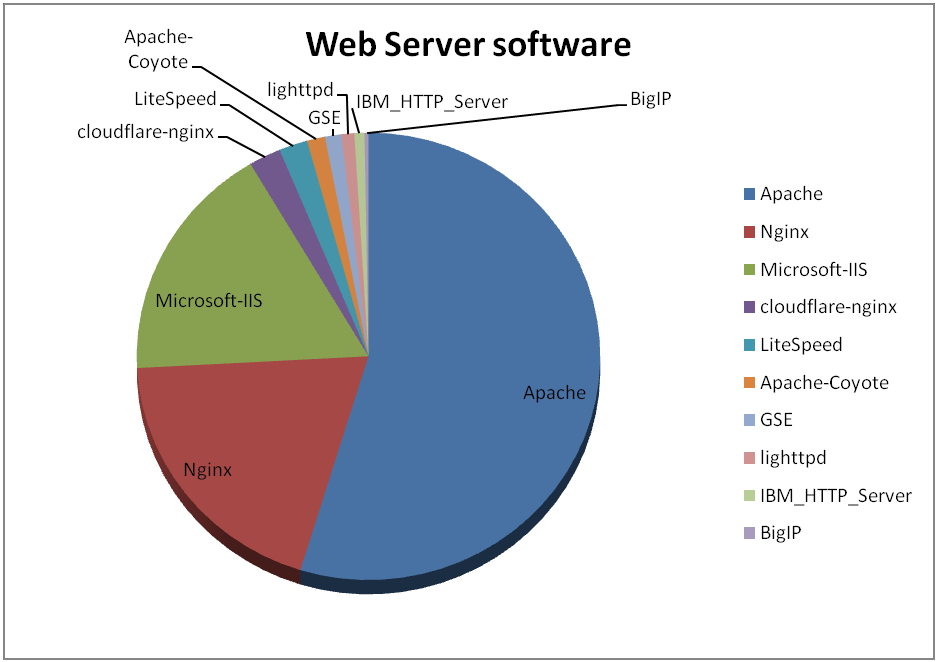 Web Server software
Apache-
Coyote
lighttpd
LiteSpeed
IBM_HTTP_Server
BigIP
GSE
cloudflare-nginx
Microsoft-IIS
Apache
Nginx
Apache
Nginx
Microsoft-IIS
cloudflare-nginx
LiteSpeed
Apache-Coyote
GSE
lighttpd
IBM_HTTP_Server
BigIP